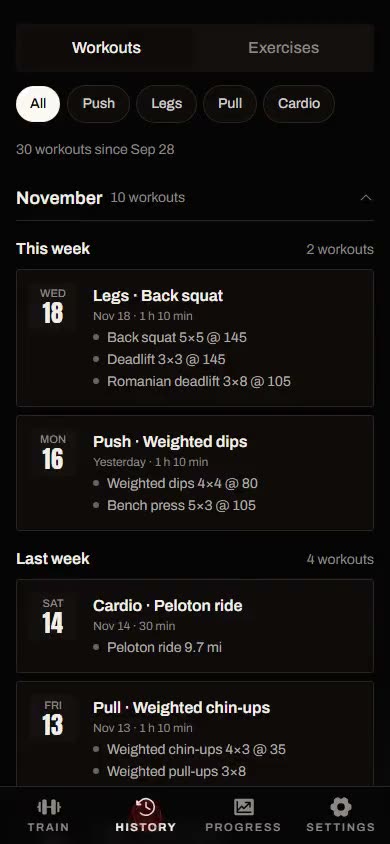 Workouts Exercises
All Push Legs Pull Cardio
30 workouts since Sep 28
November 10 workouts
This week 2 workouts
WED
18
Legs · Back squat
Nov 18 · 1 h 10 min
Back squat 5×5 @ 145
Deadlift 3×3 @ 145
Romanian deadlift 3×8 @ 105
MON
16
Push · Weighted dips
Yesterday · 1 h 10 min
Weighted dips 4×4 @ 80
Bench press 5×3 @ 105
Last week 4 workouts
SAT
14
Cardio · Peloton ride
Nov 14 · 30 min
Peloton ride 9.7 mi
FRI
13
Pull · Weighted chin-ups
Nov 13 · 1 h 10 min
Weighted chin-ups 4×3 @ 35
Weighted pull-ups 3×8
TRAIN HISTORY PROGRESS SETTINGS